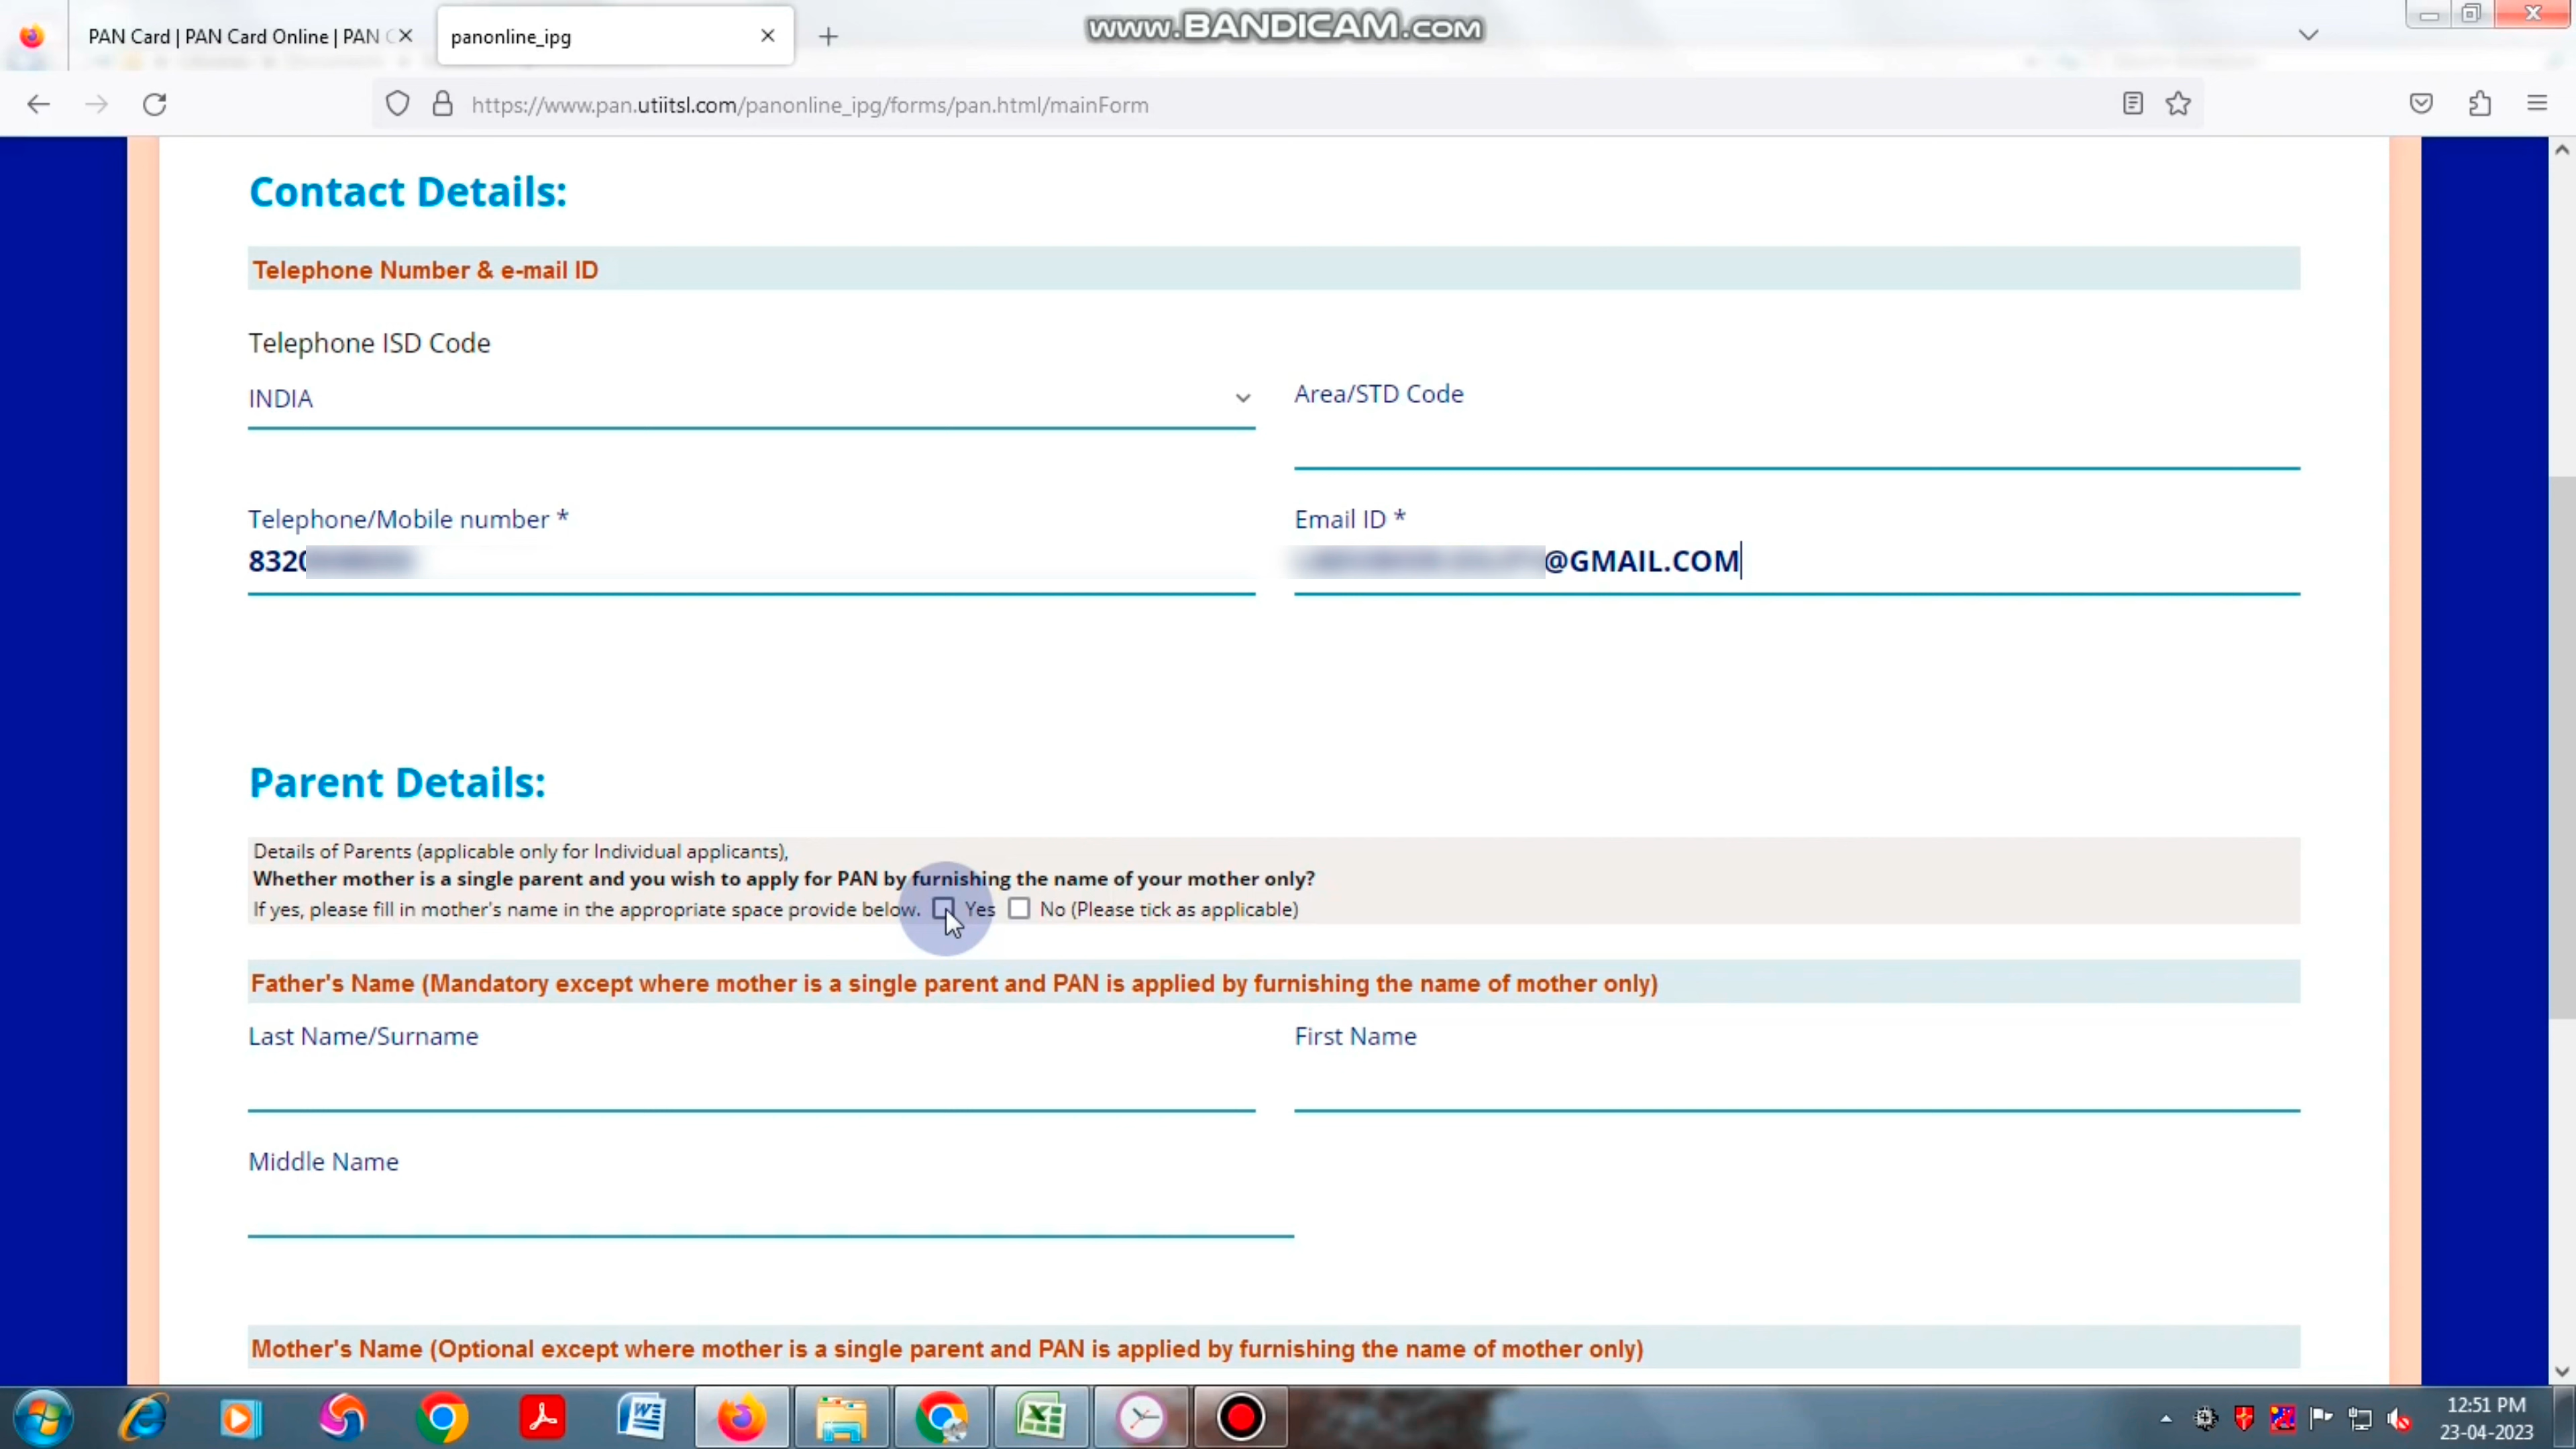 PAN Card | PAN Card Online | PAN C
panonline_ipg
www.BANDICAM.com
https://www.pan.utiitsl.com/panonline_ipg/forms/pan.html/mainForm
Contact Details:
Telephone Number & e-mail ID
Telephone ISD Code
INDIA
Area/STD Code
Telephone/Mobile number *
Email ID *
8320
@GMAIL.COM
Parent Details:
Details of Parents (applicable only for Individual applicants),
Whether mother is a single parent and you wish to apply for PAN by furnishing the name of your mother only?
If yes, please fill in mother's name in the appropriate space provide below. Yes No (Please tick as applicable)
Father's Name (Mandatory except where mother is a single parent and PAN is applied by furnishing the name of mother only)
Last Name/Surname
First Name
Middle Name
Mother's Name (Optional except where mother is a single parent and PAN is applied by furnishing the name of mother only)
12:51 PM
23-04-2023